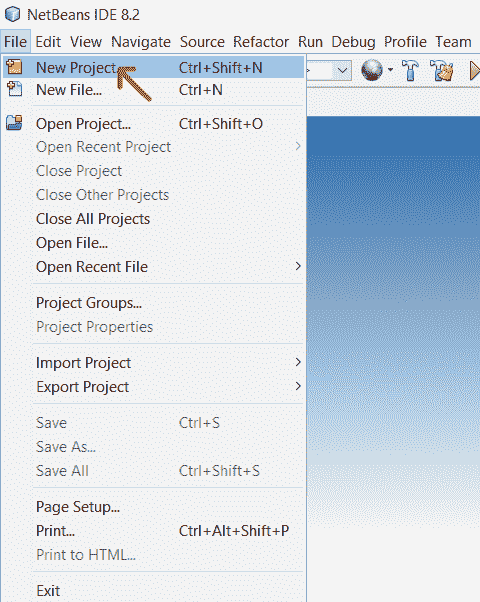 NetBeans IDE 8.2
File Edit View Navigate Source Refactor Run Debug Profile Team
New Project... Ctrl+Shift+N
New File... Ctrl+N
Open Project... Ctrl+Shift+O
Open Recent Project
Close Project
Close Other Projects
Close All Projects
Open File...
Open Recent File
Project Groups...
Project Properties
Import Project
Export Project
Save Ctrl+S
Save As...
Save All Ctrl+Shift+S
Page Setup...
Print... Ctrl+Alt+Shift+P
Print to HTML...
Exit